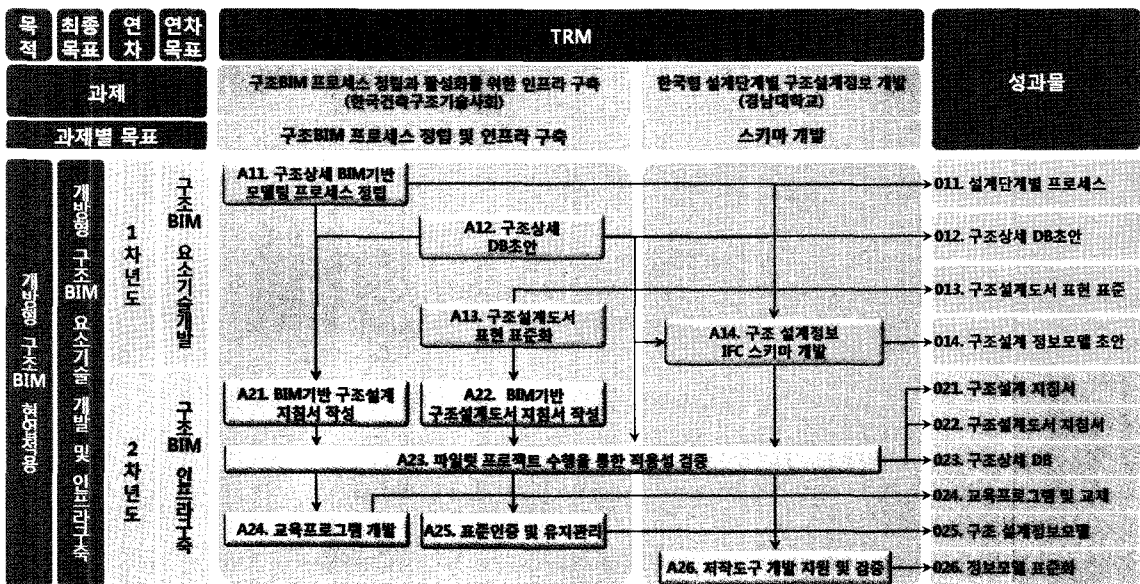 목적 최종목표 연차 연차목표 TRM 성과물
과제
구조BIM 프로세스 정립과 활성화를 위한 인프라 구축
(한국건축구조기술사회)
한국형 설계단계별 구조설계정보 개발
(경남대학교)
과제별 목표
구조BIM 프로세스 정립 및 인프라 구축
스키마 개발
개방형 구조BIM 현업적용
개방형 구조BIM 요소기술 개발 및 인프라구축
1차년도
구조BIM 요소기술개발
A11. 구조상세 BIM기반
모델링 프로세스 정립
011. 설계단계별 프로세스
A12. 구조상세
DB초안
012. 구조상세 DB초안
013. 구조설계도서 표현 표준
A13. 구조설계도서
표현 표준화
A14. 구조 설계정보
IFC 스키마 개발
014. 구조설계 정보모델 초안
2차년도
구조BIM 인프라구축
A21. BIM기반 구조설계
지침서 작성
A22. BIM기반
구조설계도서 지침서 작성
021. 구조설계 지침서
022. 구조설계도서 지침서
A23. 파일럿 프로젝트 수행을 통한 적용성 검증
023. 구조상세 DB
024. 교육프로그램 및 교재
A24. 교육프로그램 개발
A25. 표준인증 및 유지관리
025. 구조 설계정보모델
A26. 저작도구 개발 지원 및 검증
026. 정보모델 표준화